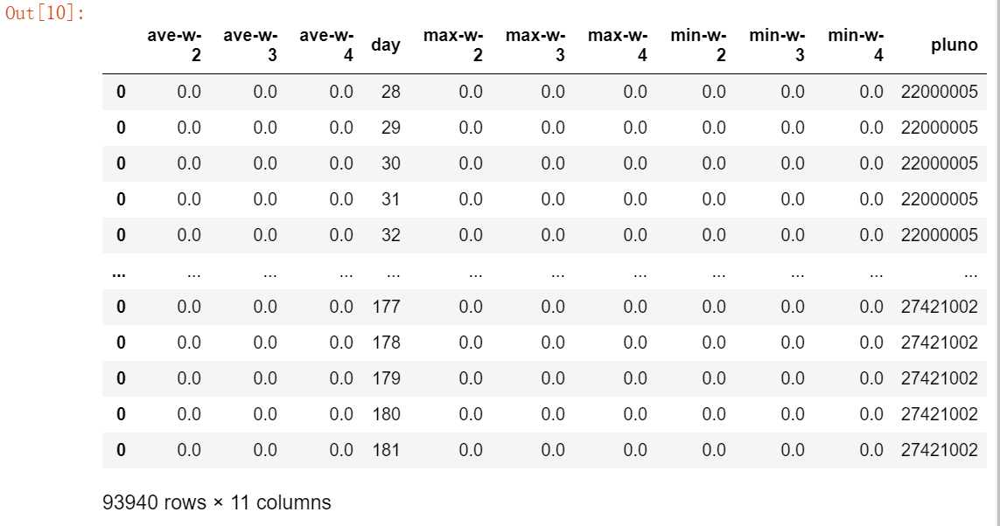 Out[10]:
ave-w-2 ave-w-3 ave-w-4 day max-w-2 max-w-3 max-w-4 min-w-2 min-w-3 min-w-4 pluno
0 0.0 0.0 0.0 28 0.0 0.0 0.0 0.0 0.0 0.0 22000005
0 0.0 0.0 0.0 29 0.0 0.0 0.0 0.0 0.0 0.0 22000005
0 0.0 0.0 0.0 30 0.0 0.0 0.0 0.0 0.0 0.0 22000005
0 0.0 0.0 0.0 31 0.0 0.0 0.0 0.0 0.0 0.0 22000005
0 0.0 0.0 0.0 32 0.0 0.0 0.0 0.0 0.0 0.0 22000005
... ... ... ... ... ... ... ... ... ... ... ...
0 0.0 0.0 0.0 177 0.0 0.0 0.0 0.0 0.0 0.0 27421002
0 0.0 0.0 0.0 178 0.0 0.0 0.0 0.0 0.0 0.0 27421002
0 0.0 0.0 0.0 179 0.0 0.0 0.0 0.0 0.0 0.0 27421002
0 0.0 0.0 0.0 180 0.0 0.0 0.0 0.0 0.0 0.0 27421002
0 0.0 0.0 0.0 181 0.0 0.0 0.0 0.0 0.0 0.0 27421002
93940 rows × 11 columns